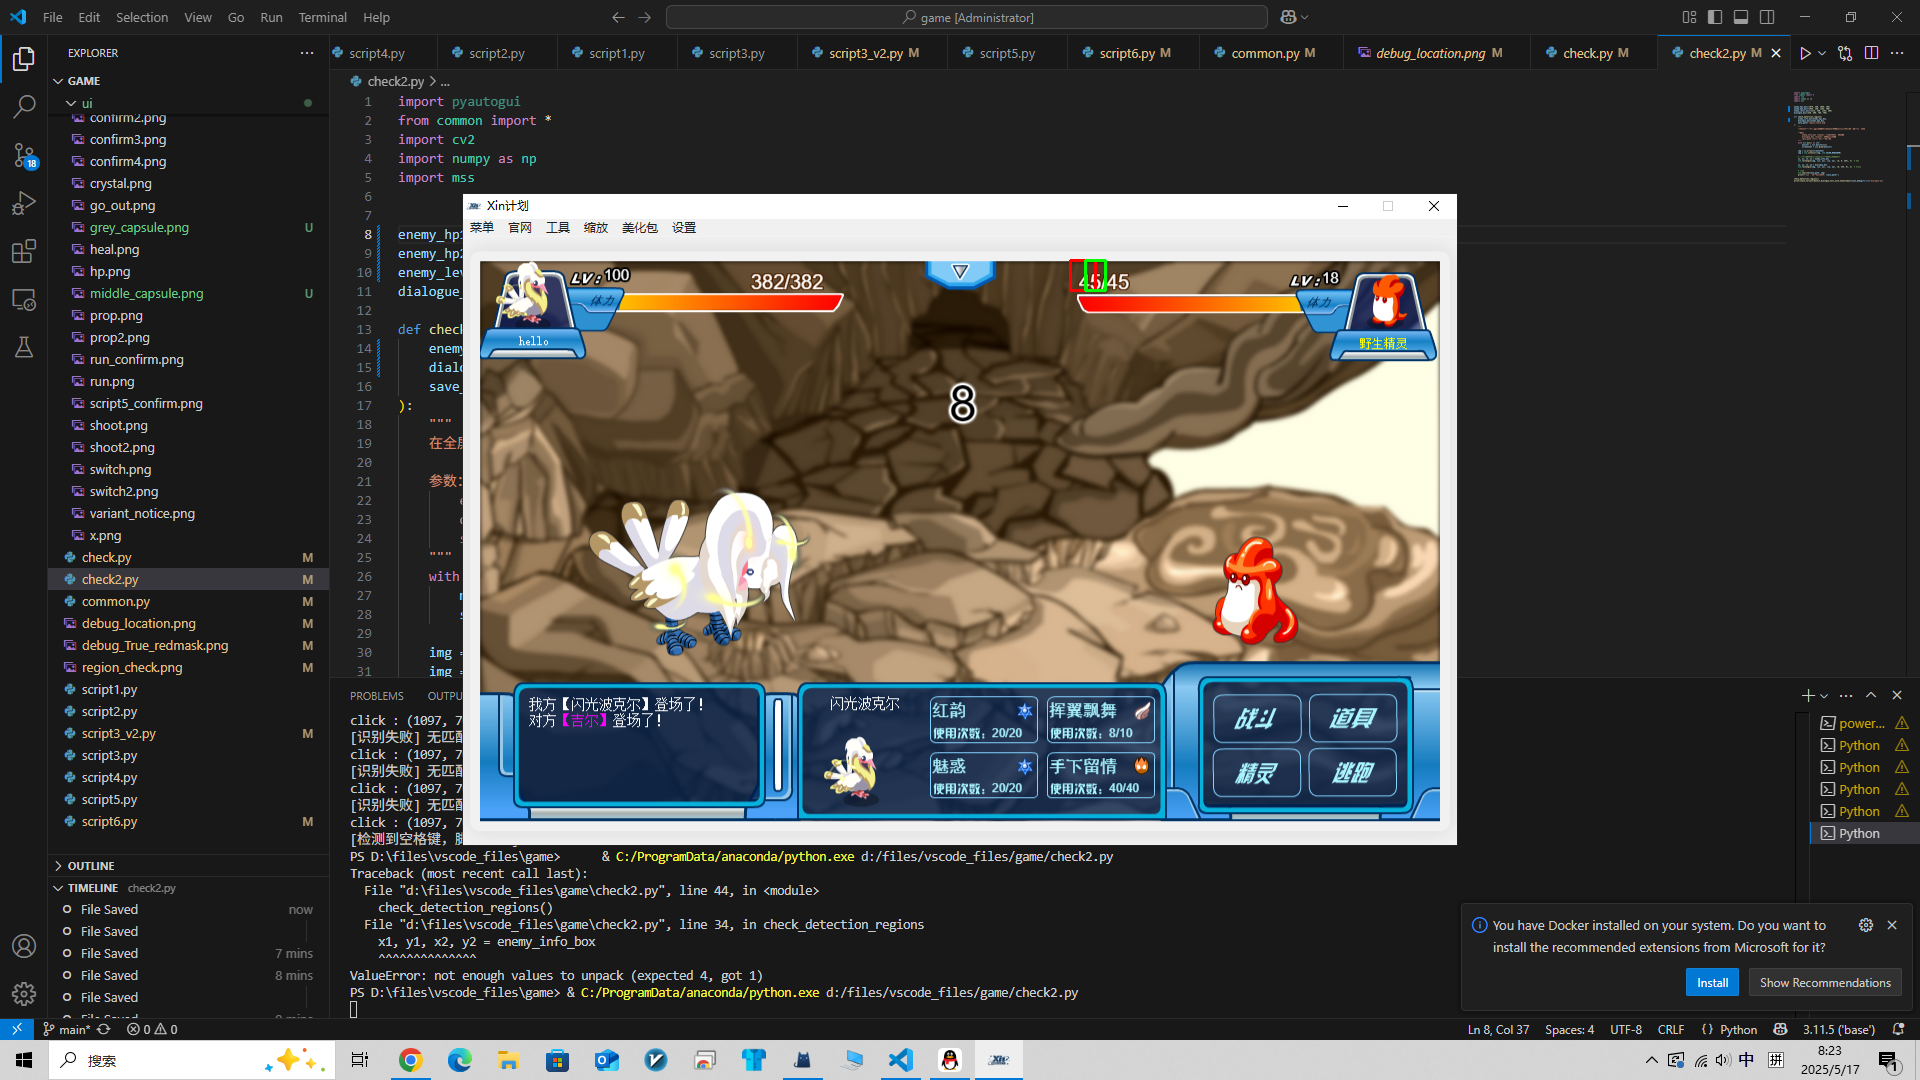 File Edit Selection View Go Run Terminal Help
game [Administrator]
EXPLORER
GAME
ui
confirm2.png
confirm3.png
confirm4.png
crystal.png
go_out.png
grey_capsule.png U
heal.png
hp.png
middle_capsule.png U
prop.png
prop2.png
run_confirm.png
run.png
script5_confirm.png
shoot.png
shoot2.png
switch.png
switch2.png
variant_notice.png
x.png
check.py M
check2.py M
common.py M
debug_location.png M
debug_True_redmask.png M
region_check.png M
script1.py
script2.py
script3_v2.py M
script3.py
script4.py
script5.py
script6.py M
OUTLINE
TIMELINE check2.py
File Saved now
File Saved
File Saved 7 mins
File Saved 8 mins
File Saved
script4.py script2.py script1.py script3.py script3_v2.py M script5.py script6.py M common.py M debug_location.png M check.py M check2.py M
check2.py > ...
1 import pyautogui
2 from common import *
3 import cv2
4 import numpy as np
5 import mss
6
7
8 enemy_hp
9 enemy_hp
10 enemy_lev
11 dialogue_
12
13 def check
14 enemy
15 dialo
16 save_
17 ):
18 """
19 在全
20
21 参数:
22
23
24
25 """
26 with
27
28
29
30 img =
31 img =
Xin计划
菜单 官网 工具 缩放 美化包 设置
LV:100 382/382
体力
hello
45/45 LV:18
体力
野生精灵
8
我方【闪光波克尔】登场了!
对方【吉尔】登场了!
闪光波克尔
红韵
使用次数: 20/20
挥翼飘舞
使用次数: 8/10
魅惑
使用次数: 20/20
手下留情
使用次数: 40/40
战斗 道具
精灵 逃跑
PROBLEMS OUTPU
click : (1097, 7
[识别失败] 无匹配
click : (1097, 7
[识别失败] 无匹配
click : (1097, 7
[识别失败] 无匹配
click : (1097, 7
[检测到空格键,
PS D:\files\vscode_files\game> & C:/ProgramData/anaconda/python.exe d:/files/vscode_files/game/check2.py
Traceback (most recent call last):
File "d:\files\vscode_files\game\check2.py", line 44, in <module>
check_detection_regions()
File "d:\files\vscode_files\game\check2.py", line 34, in check_detection_regions
x1, y1, x2, y2 = enemy_info_box
^^^^^^^^^^^^^^
ValueError: not enough values to unpack (expected 4, got 1)
PS D:\files\vscode_files\game> & C:/ProgramData/anaconda/python.exe d:/files/vscode_files/game/check2.py
power...
Python
Python
Python
Python
Python
You have Docker installed on your system. Do you want to
install the recommended extensions from Microsoft for it?
Install Show Recommendations
18
main* 0 0
Ln 8, Col 37 Spaces: 4 UTF-8 CRLF {} Python 3.11.5 ('base')
搜索
中 拼
8:23
2025/5/17
1